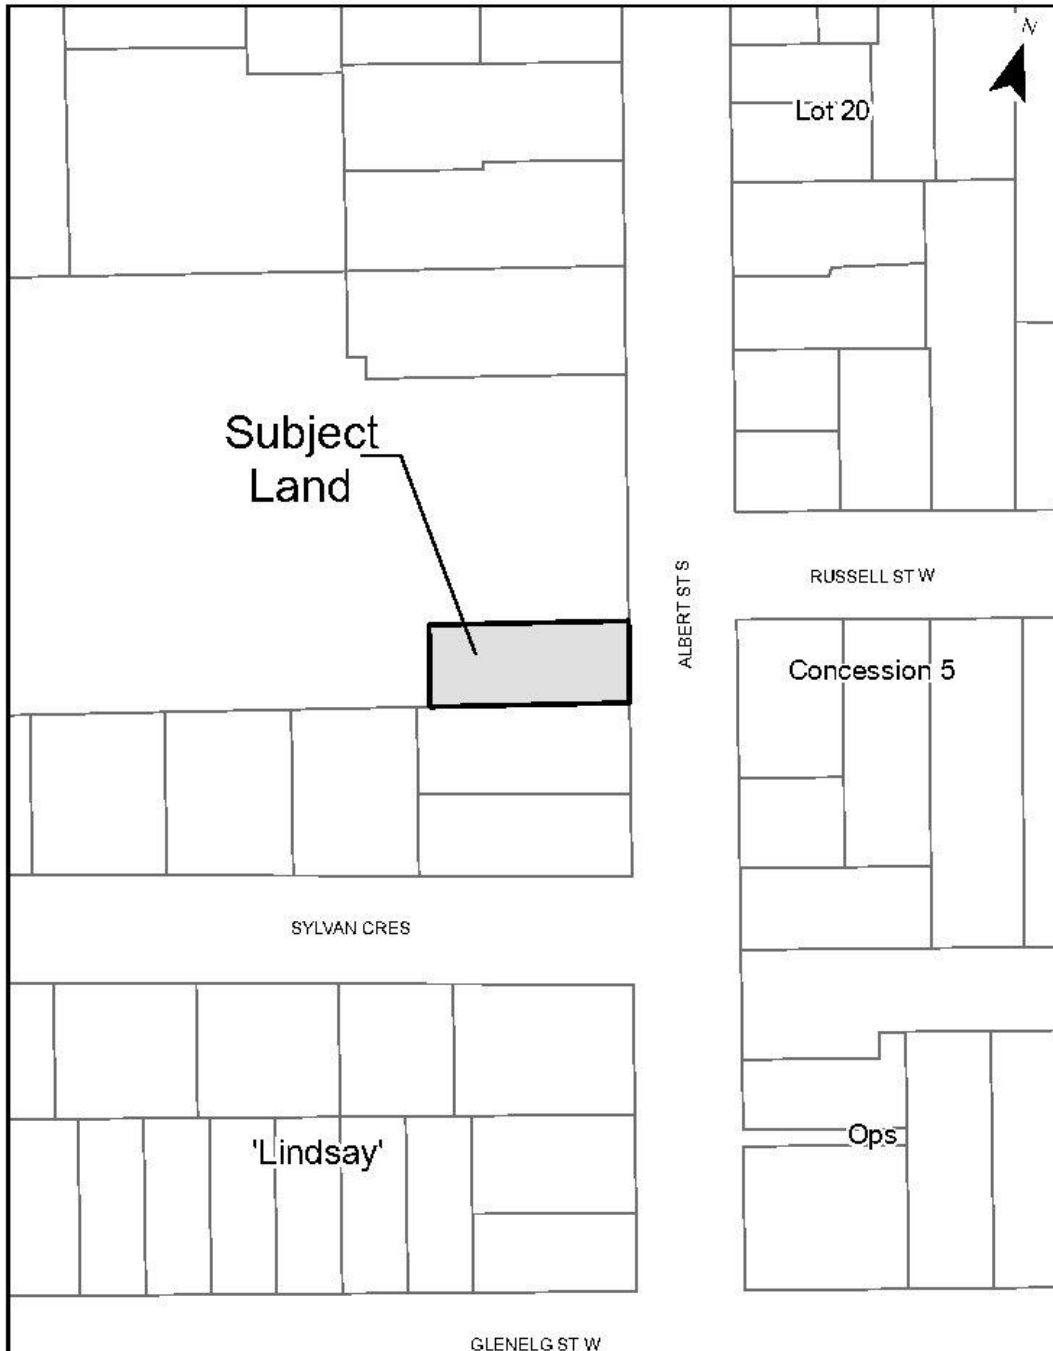 N
Lot 20
Subject
Land
ALBERT ST S
RUSSELL ST W
Concession 5
SYLVAN CRES
'Lindsay'
Ops
GLENELG ST W